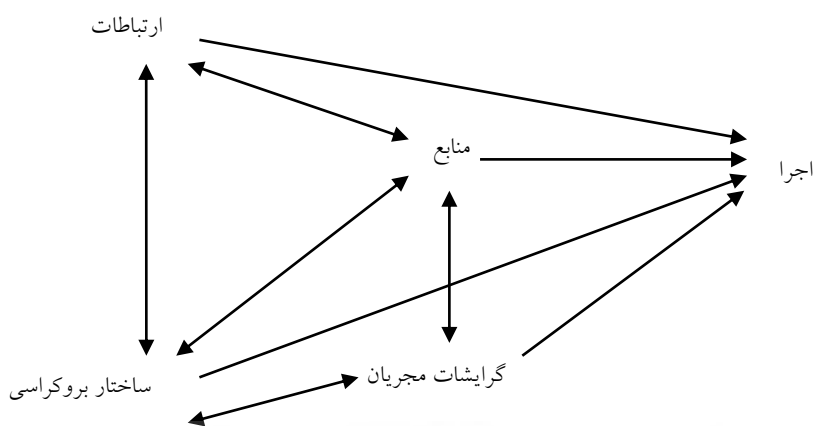 ارتباطات
منابع
اجرا
گرایشات مجریان
ساختار بروکراسی